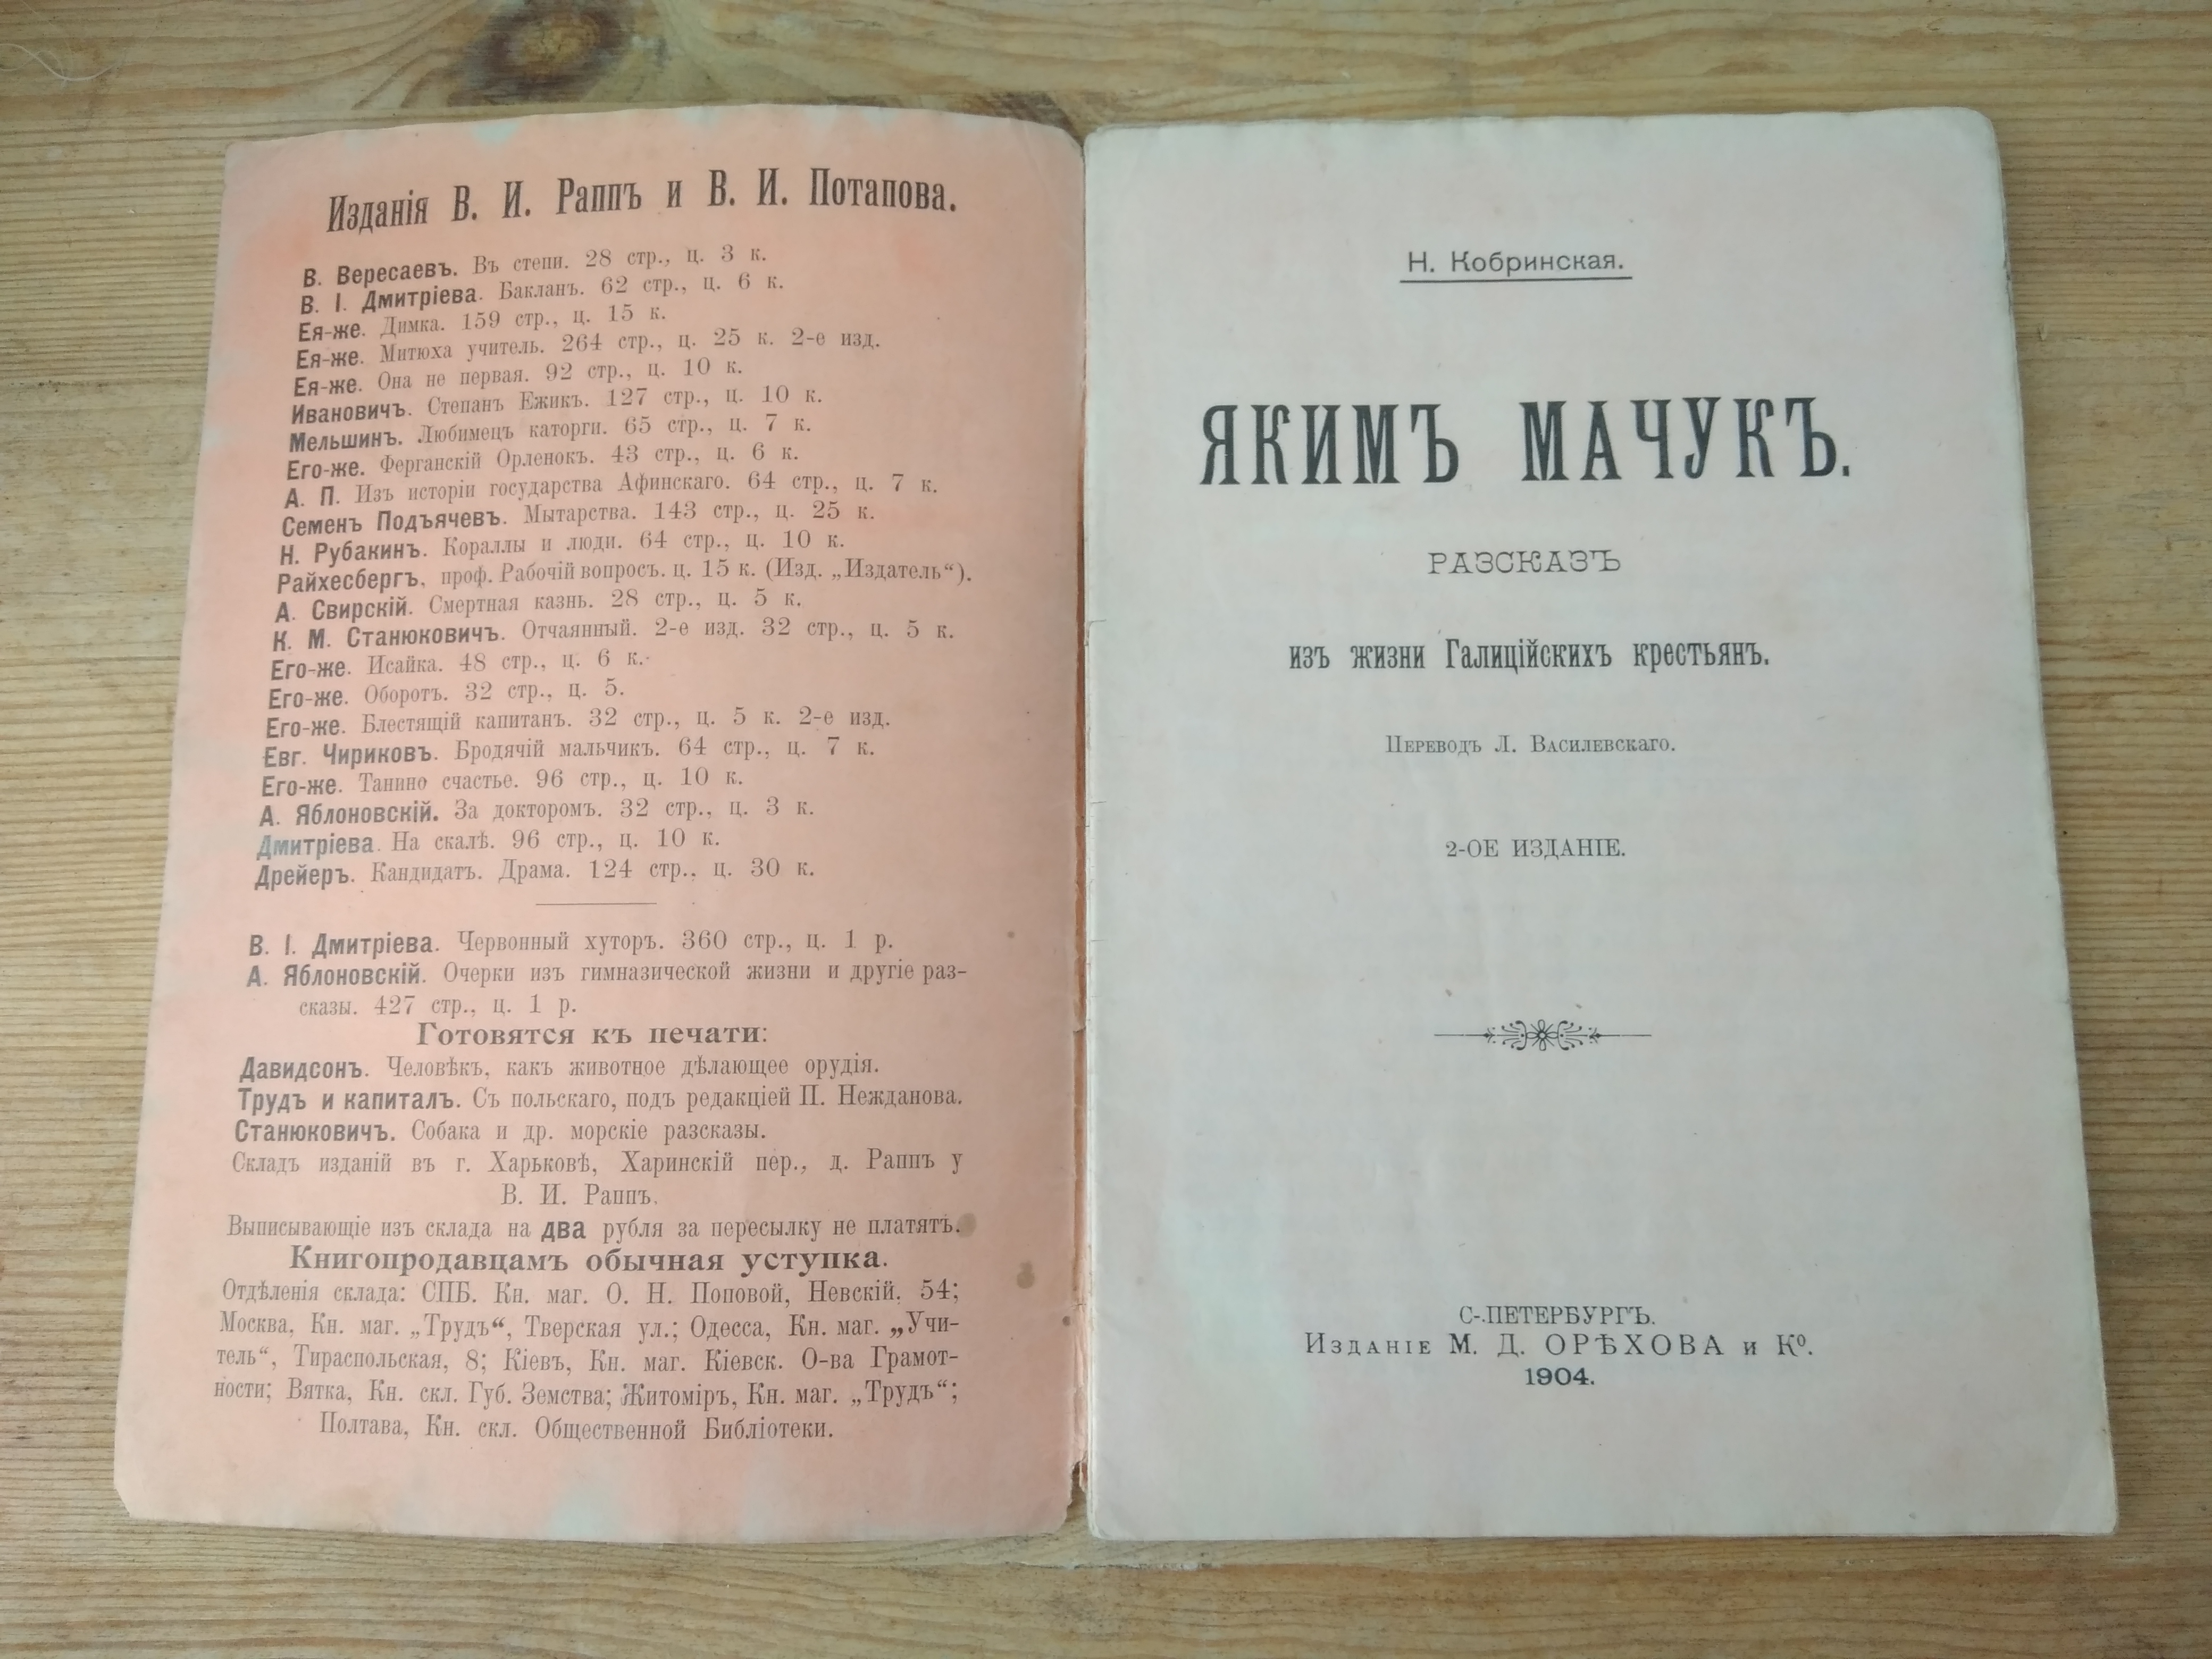 Изданія В. И. Раппъ и В. И. Потапова.
В. Вересаевъ. Въ степи. 28 стр., ц. 3 к.
В. І. Дмитріева. Бакланъ. 62 стр., ц. 6 к.
Ея-же. Димка. 159 стр., ц. 15 к.
Ея-же. Митюха учитель. 264 стр., ц. 25 к. 2-е изд.
Ея-же. Она не первая. 92 стр., ц. 10 к.
Ивановичъ. Степанъ Ежикъ. 127 стр., ц. 10 к.
Мельшинъ. Любимецъ каторги. 65 стр., ц. 7 к.
Его-же. Ферганскій Орленокъ. 43 стр., ц. 6 к.
А. П. Изъ исторіи государства Афинскаго. 64 стр., ц. 7 к.
Семенъ Подъячевъ. Мытарства. 143 стр., ц. 25 к.
Н. Рубакинъ. Кораллы и люди. 64 стр., ц. 10 к.
Райхесбергъ, проф. Рабочій вопросъ. ц. 15 к. (Изд. „Издатель“).
А. Свирскій. Смертная казнь. 28 стр., ц. 5 к.
К. М. Станюковичъ. Отчаянный. 2-е изд. 32 стр., ц. 5 к.
Его-же. Исайка. 48 стр., ц. 6 к.
Его-же. Оборотъ. 32 стр., ц. 5.
Его-же. Блестящій капитанъ. 32 стр., ц. 5 к. 2-е изд.
Евг. Чириковъ. Бродячій мальчикъ. 64 стр., ц. 7 к.
Его-же. Танино счастье. 96 стр., ц. 10 к.
А. Яблоновскій. За докторомъ. 32 стр., ц. 3 к.
Дмитріева. На скалѣ. 96 стр., ц. 10 к.
Дрейеръ. Кандидатъ. Драма. 124 стр., ц. 30 к.
В. І. Дмитріева. Червонный хуторъ. 360 стр., ц. 1 р.
А. Яблоновскій. Очерки изъ гимназической жизни и другіе раз-
сказы. 427 стр., ц. 1 р.
Готовятся къ печати:
Давидсонъ. Человѣкъ, какъ животное дѣлающее орудія.
Трудъ и капиталъ. Съ польскаго, подъ редакціей П. Нежданова.
Станюковичъ. Собака и др. морскіе разсказы.
Складъ изданій въ г. Харьковѣ, Харинскій пер., д. Раппъ у
В. И. Раппъ.
Выписывающіе изъ склада на два рубля за пересылку не платятъ.
Книгопродавцамъ обычная уступка.
Отдѣленія склада: СПБ. Кн. маг. О. Н. Поповой, Невскій, 54;
Москва, Кн. маг. „Трудъ“, Тверская ул.; Одесса, Кн. маг. „Учи-
тель“, Тираспольская, 8; Кіевъ, Кн. маг. Кіевск. О-ва Грамот-
ности; Вятка, Кн. скл. Губ. Земства; Житоміръ, Кн. маг. „Трудъ“;
Полтава, Кн. скл. Общественной Библіотеки.
Н. Кобринская.
ЯКИМЪ МАЧУКЪ.
РАЗСКАЗЪ
изъ жизни Галиційскихъ крестьянъ.
Переводъ Л. Василевскаго.
2-ОЕ ИЗДАНІЕ.
С-.ПЕТЕРБУРГЪ.
Изданіе М. Д. ОРѢХОВА и Ко.
1904.